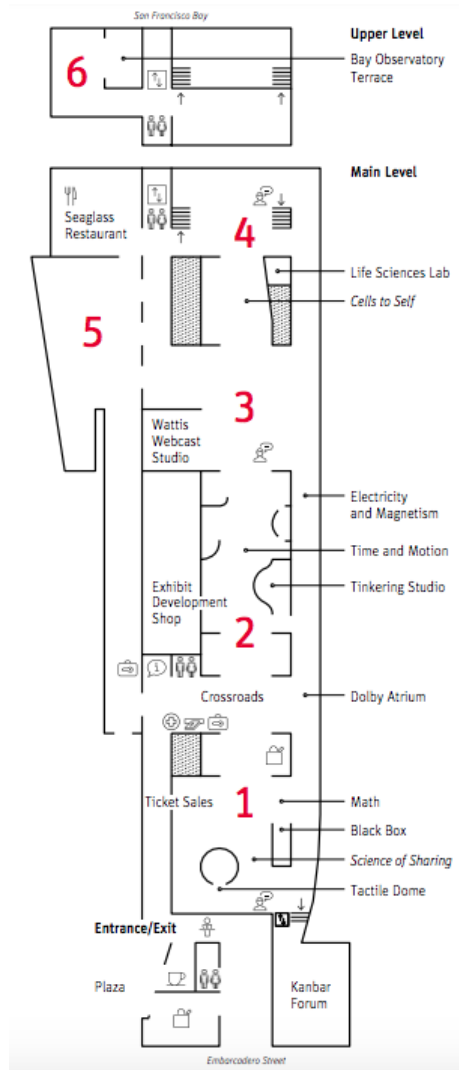 San Francisco Bay
Upper Level
6
Bay Observatory
Terrace
Main Level
Seaglass
Restaurant
4
Life Sciences Lab
Cells to Self
5
3
Wattis
Webcast
Studio
Electricity
and Magnetism
Time and Motion
Tinkering Studio
Exhibit
Development
Shop
2
Crossroads
Dolby Atrium
Ticket Sales
1
Math
Black Box
Science of Sharing
Tactile Dome
Entrance/Exit
Plaza
Kanbar
Forum
Embarcadero Street